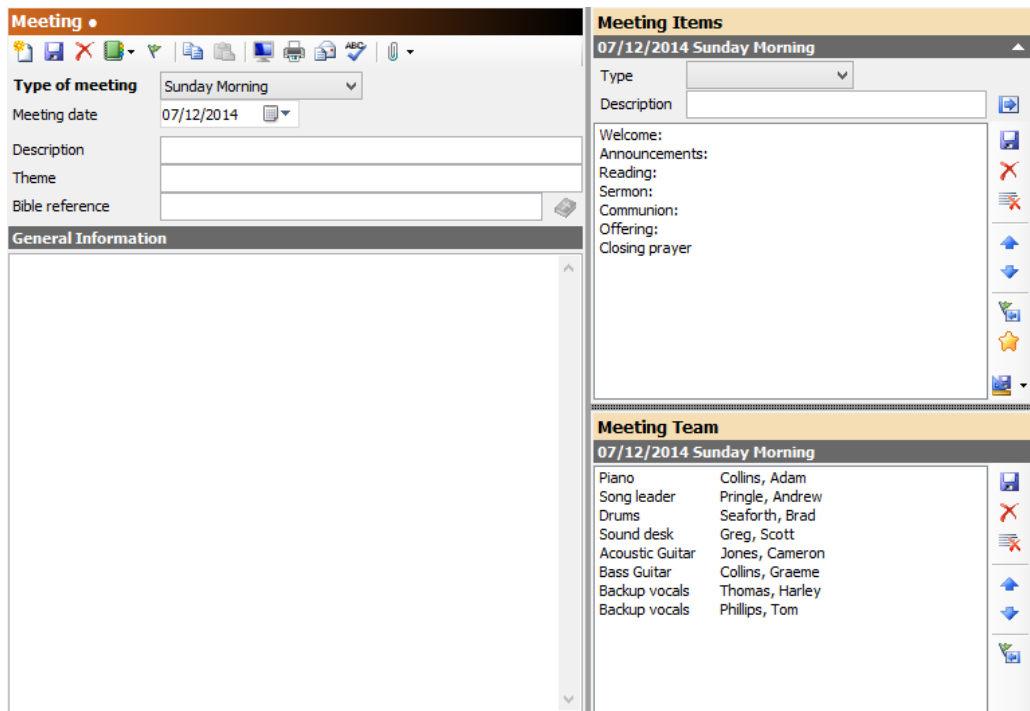 Meeting •
ABC
Type of meeting Sunday Morning
Meeting date 07/12/2014
Description
Theme
Bible reference
General Information
Meeting Items
07/12/2014 Sunday Morning
Type
Description
Welcome:
Announcements:
Reading:
Sermon:
Communion:
Offering:
Closing prayer
Meeting Team
07/12/2014 Sunday Morning
Piano Collins, Adam
Song leader Pringle, Andrew
Drums Seaforth, Brad
Sound desk Greg, Scott
Acoustic Guitar Jones, Cameron
Bass Guitar Collins, Graeme
Backup vocals Thomas, Harley
Backup vocals Phillips, Tom